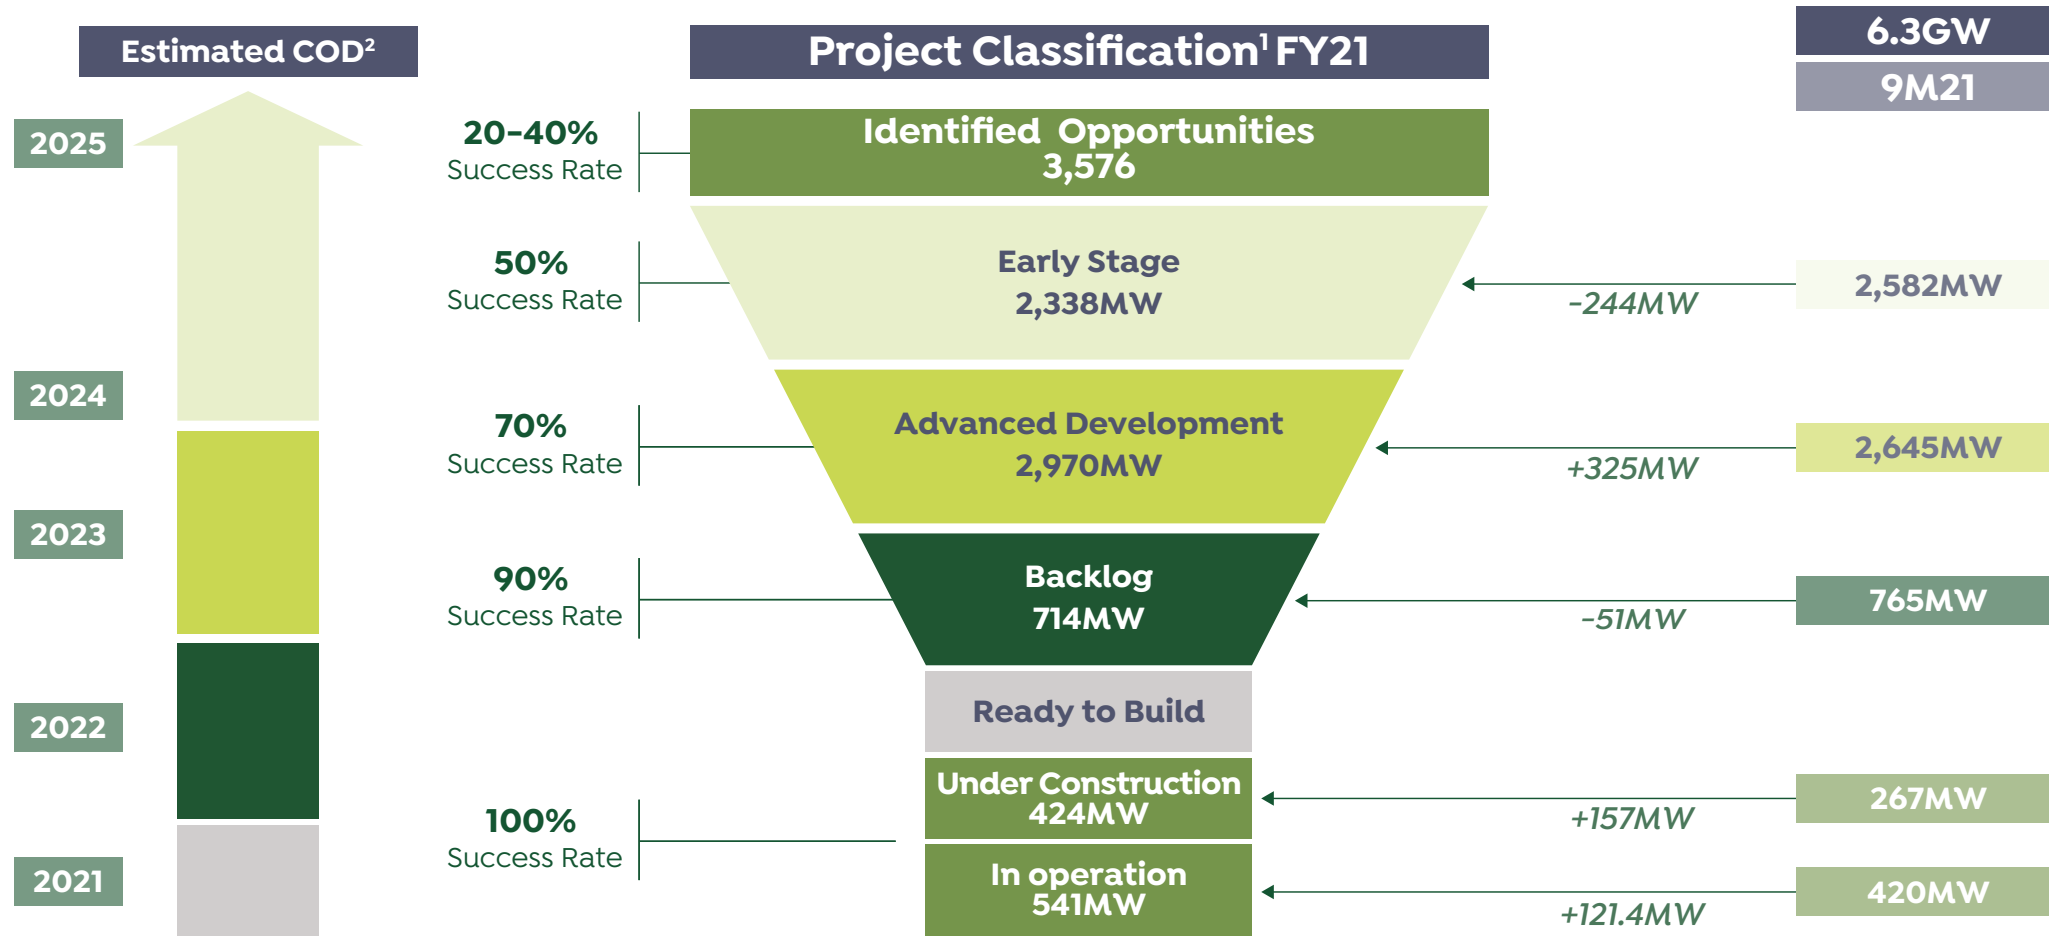 Estimated COD²
Project Classification¹ FY21
6.3GW
9M21
2025
20-40%
Success Rate
Identified Opportunities
3,576
50%
Success Rate
Early Stage
2,338MW
-244MW
2,582MW
2024
70%
Success Rate
Advanced Development
2,970MW
+325MW
2,645MW
2023
90%
Success Rate
Backlog
714MW
-51MW
765MW
2022
Ready to Build
Under Construction
424MW
+157MW
267MW
100%
Success Rate
2021
In operation
541MW
+121.4MW
420MW